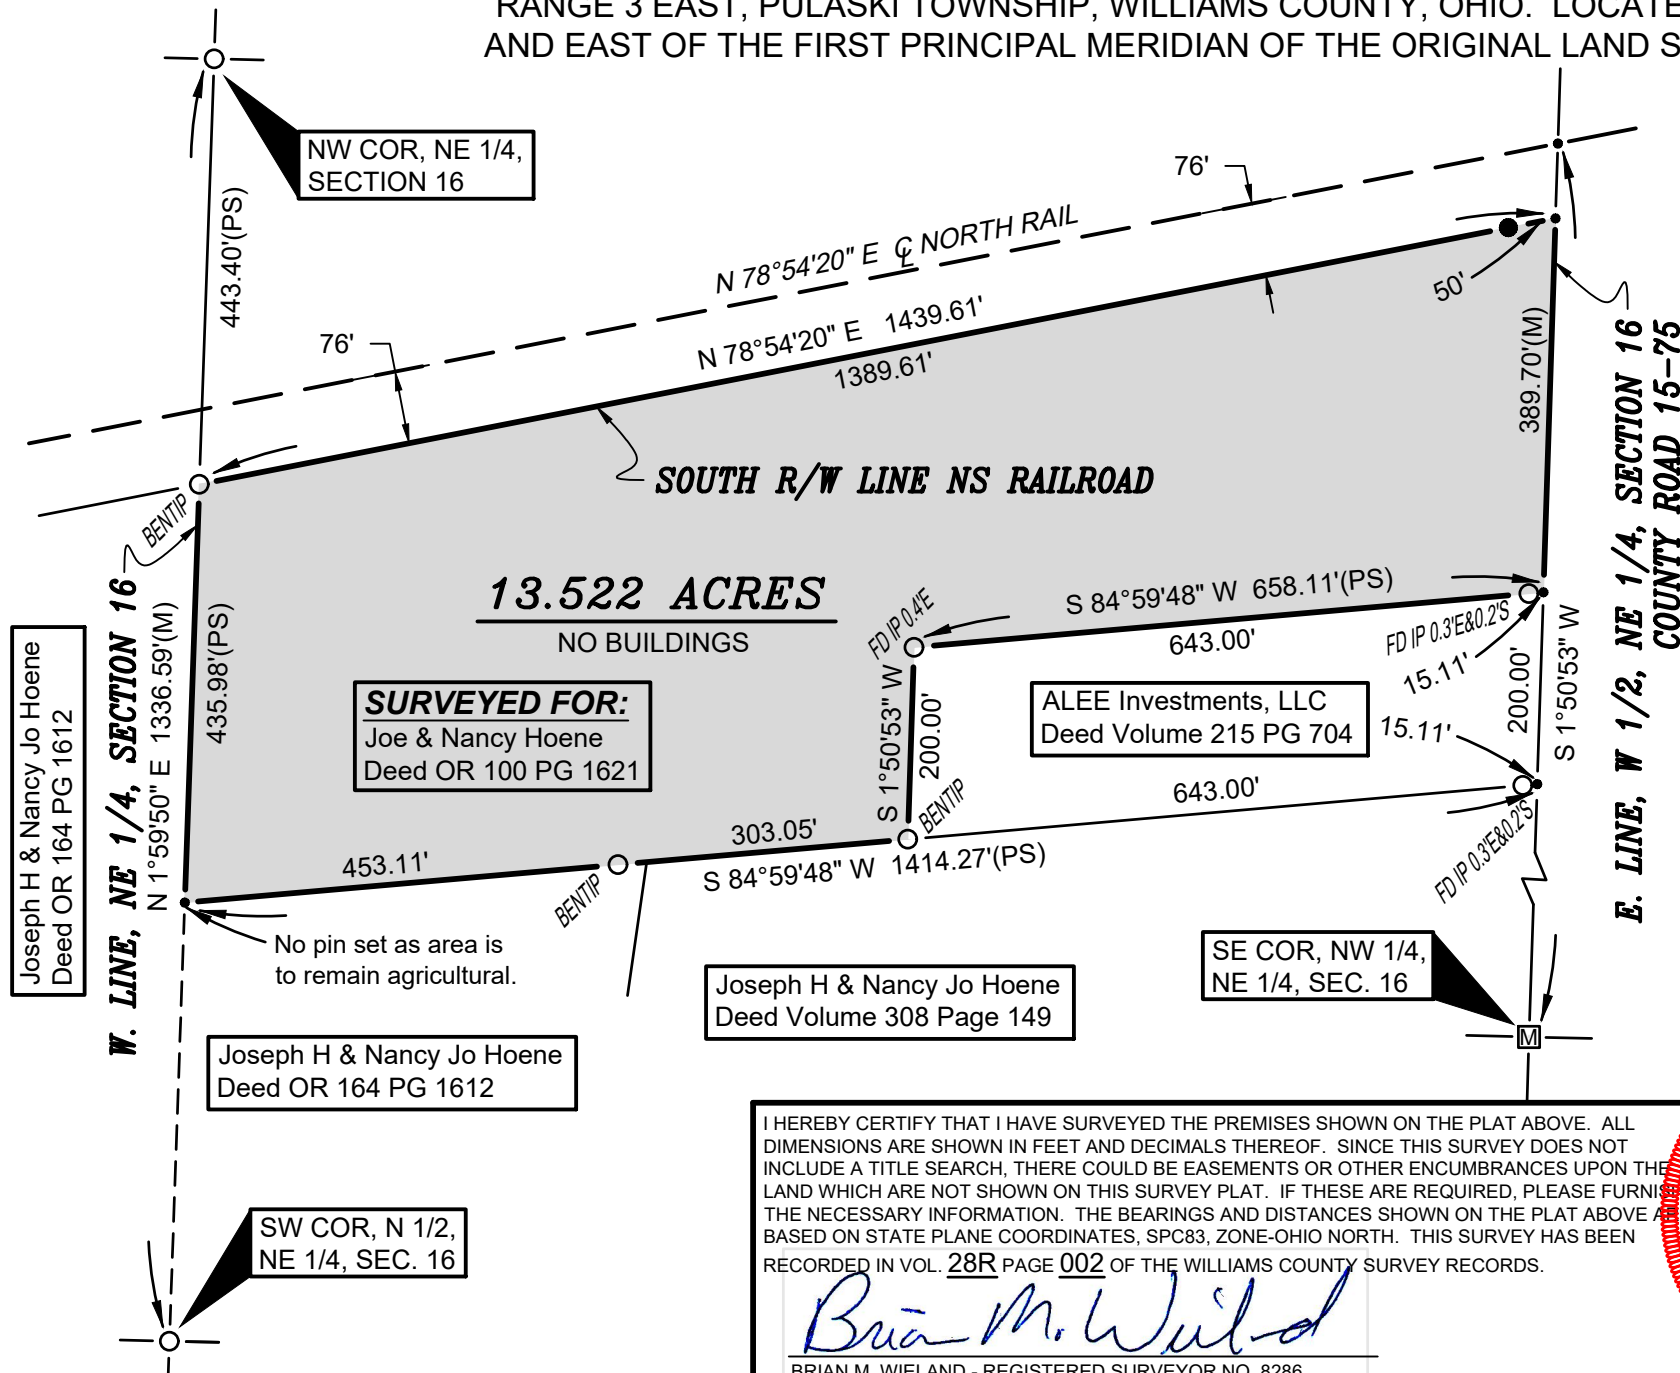 RANGE 3 EAST, PULASKI TOWNSHIP, WILLIAMS COUNTY, OHIO. LOCATE
AND EAST OF THE FIRST PRINCIPAL MERIDIAN OF THE ORIGINAL LAND S
NW COR, NE 1/4,
SECTION 16
443.40'(PS)
76'
N 78°54'20" E ℄ NORTH RAIL
76'
N 78°54'20" E 1439.61'
1389.61'
50'
389.70'(M)
E. LINE, W 1/2, NE 1/4, SECTION 16
COUNTY ROAD 15-75
SOUTH R/W LINE NS RAILROAD
BENTIP
W. LINE, NE 1/4, SECTION 16
N 1°59'50" E 1336.59'(M)
435.98'(PS)
Joseph H & Nancy Jo Hoene
Deed OR 164 PG 1612
13.522 ACRES
NO BUILDINGS
SURVEYED FOR:
Joe & Nancy Hoene
Deed OR 100 PG 1621
FD IP 0.4'E
S 84°59'48" W 658.11'(PS)
643.00'
FD IP 0.3'E&0.2'S
15.11'
S 1°50'53" W
200.00'
ALEE Investments, LLC
Deed Volume 215 PG 704
15.11'
200.00'
S 1°50'53" W
643.00'
BENTIP
FD IP 0.3'E&0.2'S
453.11'
303.05'
S 84°59'48" W 1414.27'(PS)
BENTIP
No pin set as area is
to remain agricultural.
Joseph H & Nancy Jo Hoene
Deed Volume 308 Page 149
SE COR, NW 1/4,
NE 1/4, SEC. 16
M
Joseph H & Nancy Jo Hoene
Deed OR 164 PG 1612
SW COR, N 1/2,
NE 1/4, SEC. 16
I HEREBY CERTIFY THAT I HAVE SURVEYED THE PREMISES SHOWN ON THE PLAT ABOVE. ALL
DIMENSIONS ARE SHOWN IN FEET AND DECIMALS THEREOF. SINCE THIS SURVEY DOES NOT
INCLUDE A TITLE SEARCH, THERE COULD BE EASEMENTS OR OTHER ENCUMBRANCES UPON THE
LAND WHICH ARE NOT SHOWN ON THIS SURVEY PLAT. IF THESE ARE REQUIRED, PLEASE FURNIS
THE NECESSARY INFORMATION. THE BEARINGS AND DISTANCES SHOWN ON THE PLAT ABOVE A
BASED ON STATE PLANE COORDINATES, SPC83, ZONE-OHIO NORTH. THIS SURVEY HAS BEEN
RECORDED IN VOL. 28R PAGE 002 OF THE WILLIAMS COUNTY SURVEY RECORDS.
Brian M. Wieland
BRIAN M. WIELAND - REGISTERED SURVEYOR NO. 8286